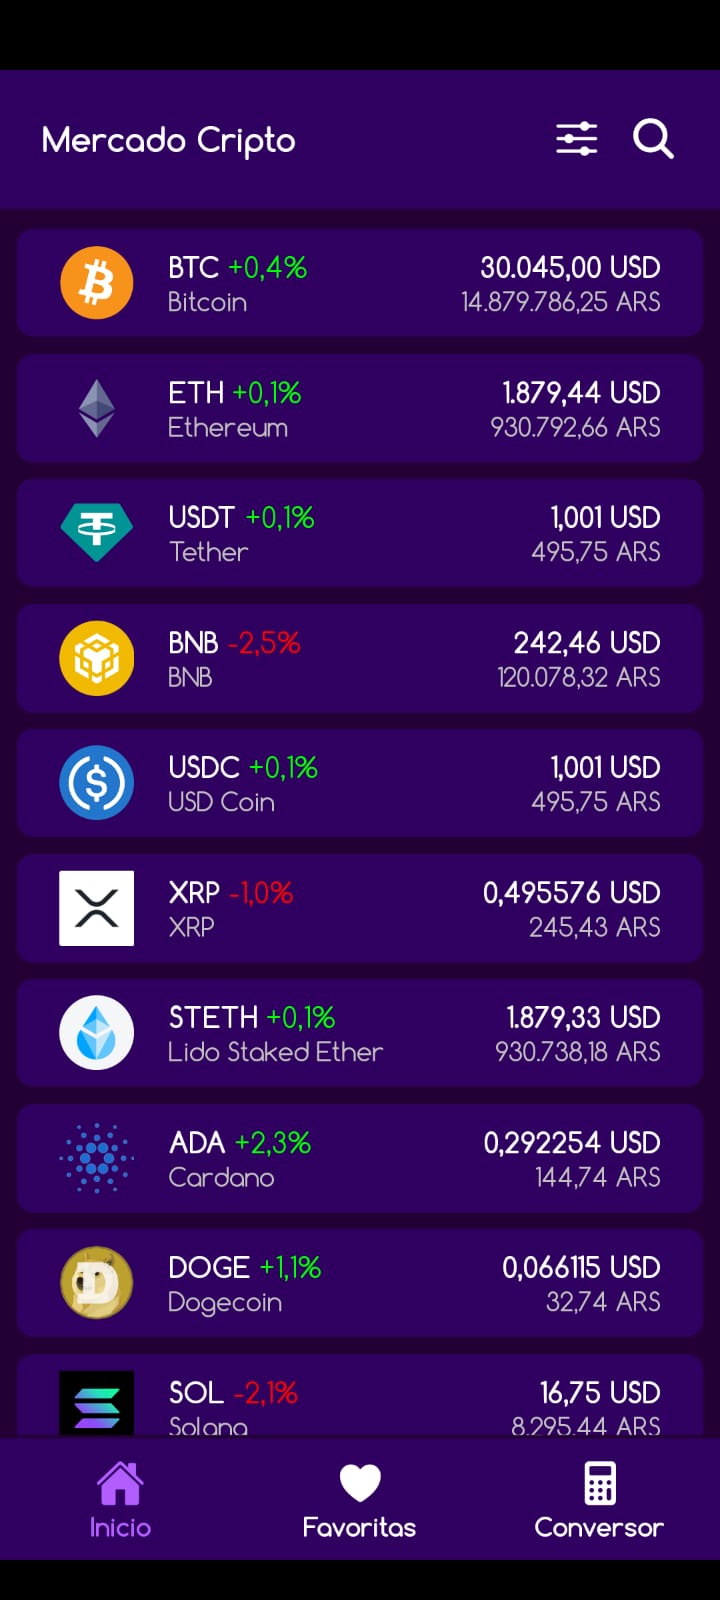 Mercado Cripto
BTC +0,4% 30.045,00 USD
Bitcoin 14.879.786,25 ARS
ETH +0,1% 1.879,44 USD
Ethereum 930.792,66 ARS
USDT +0,1% 1,001 USD
Tether 495,75 ARS
BNB -2,5% 242,46 USD
BNB 120.078,32 ARS
USDC +0,1% 1,001 USD
USD Coin 495,75 ARS
XRP -1,0% 0,495576 USD
XRP 245,43 ARS
STETH +0,1% 1.879,33 USD
Lido Staked Ether 930.738,18 ARS
ADA +2,3% 0,292254 USD
Cardano 144,74 ARS
DOGE +1,1% 0,066115 USD
Dogecoin 32,74 ARS
SOL -2,1% 16,75 USD
Solana 8.295,44 ARS
Inicio Favoritas Conversor